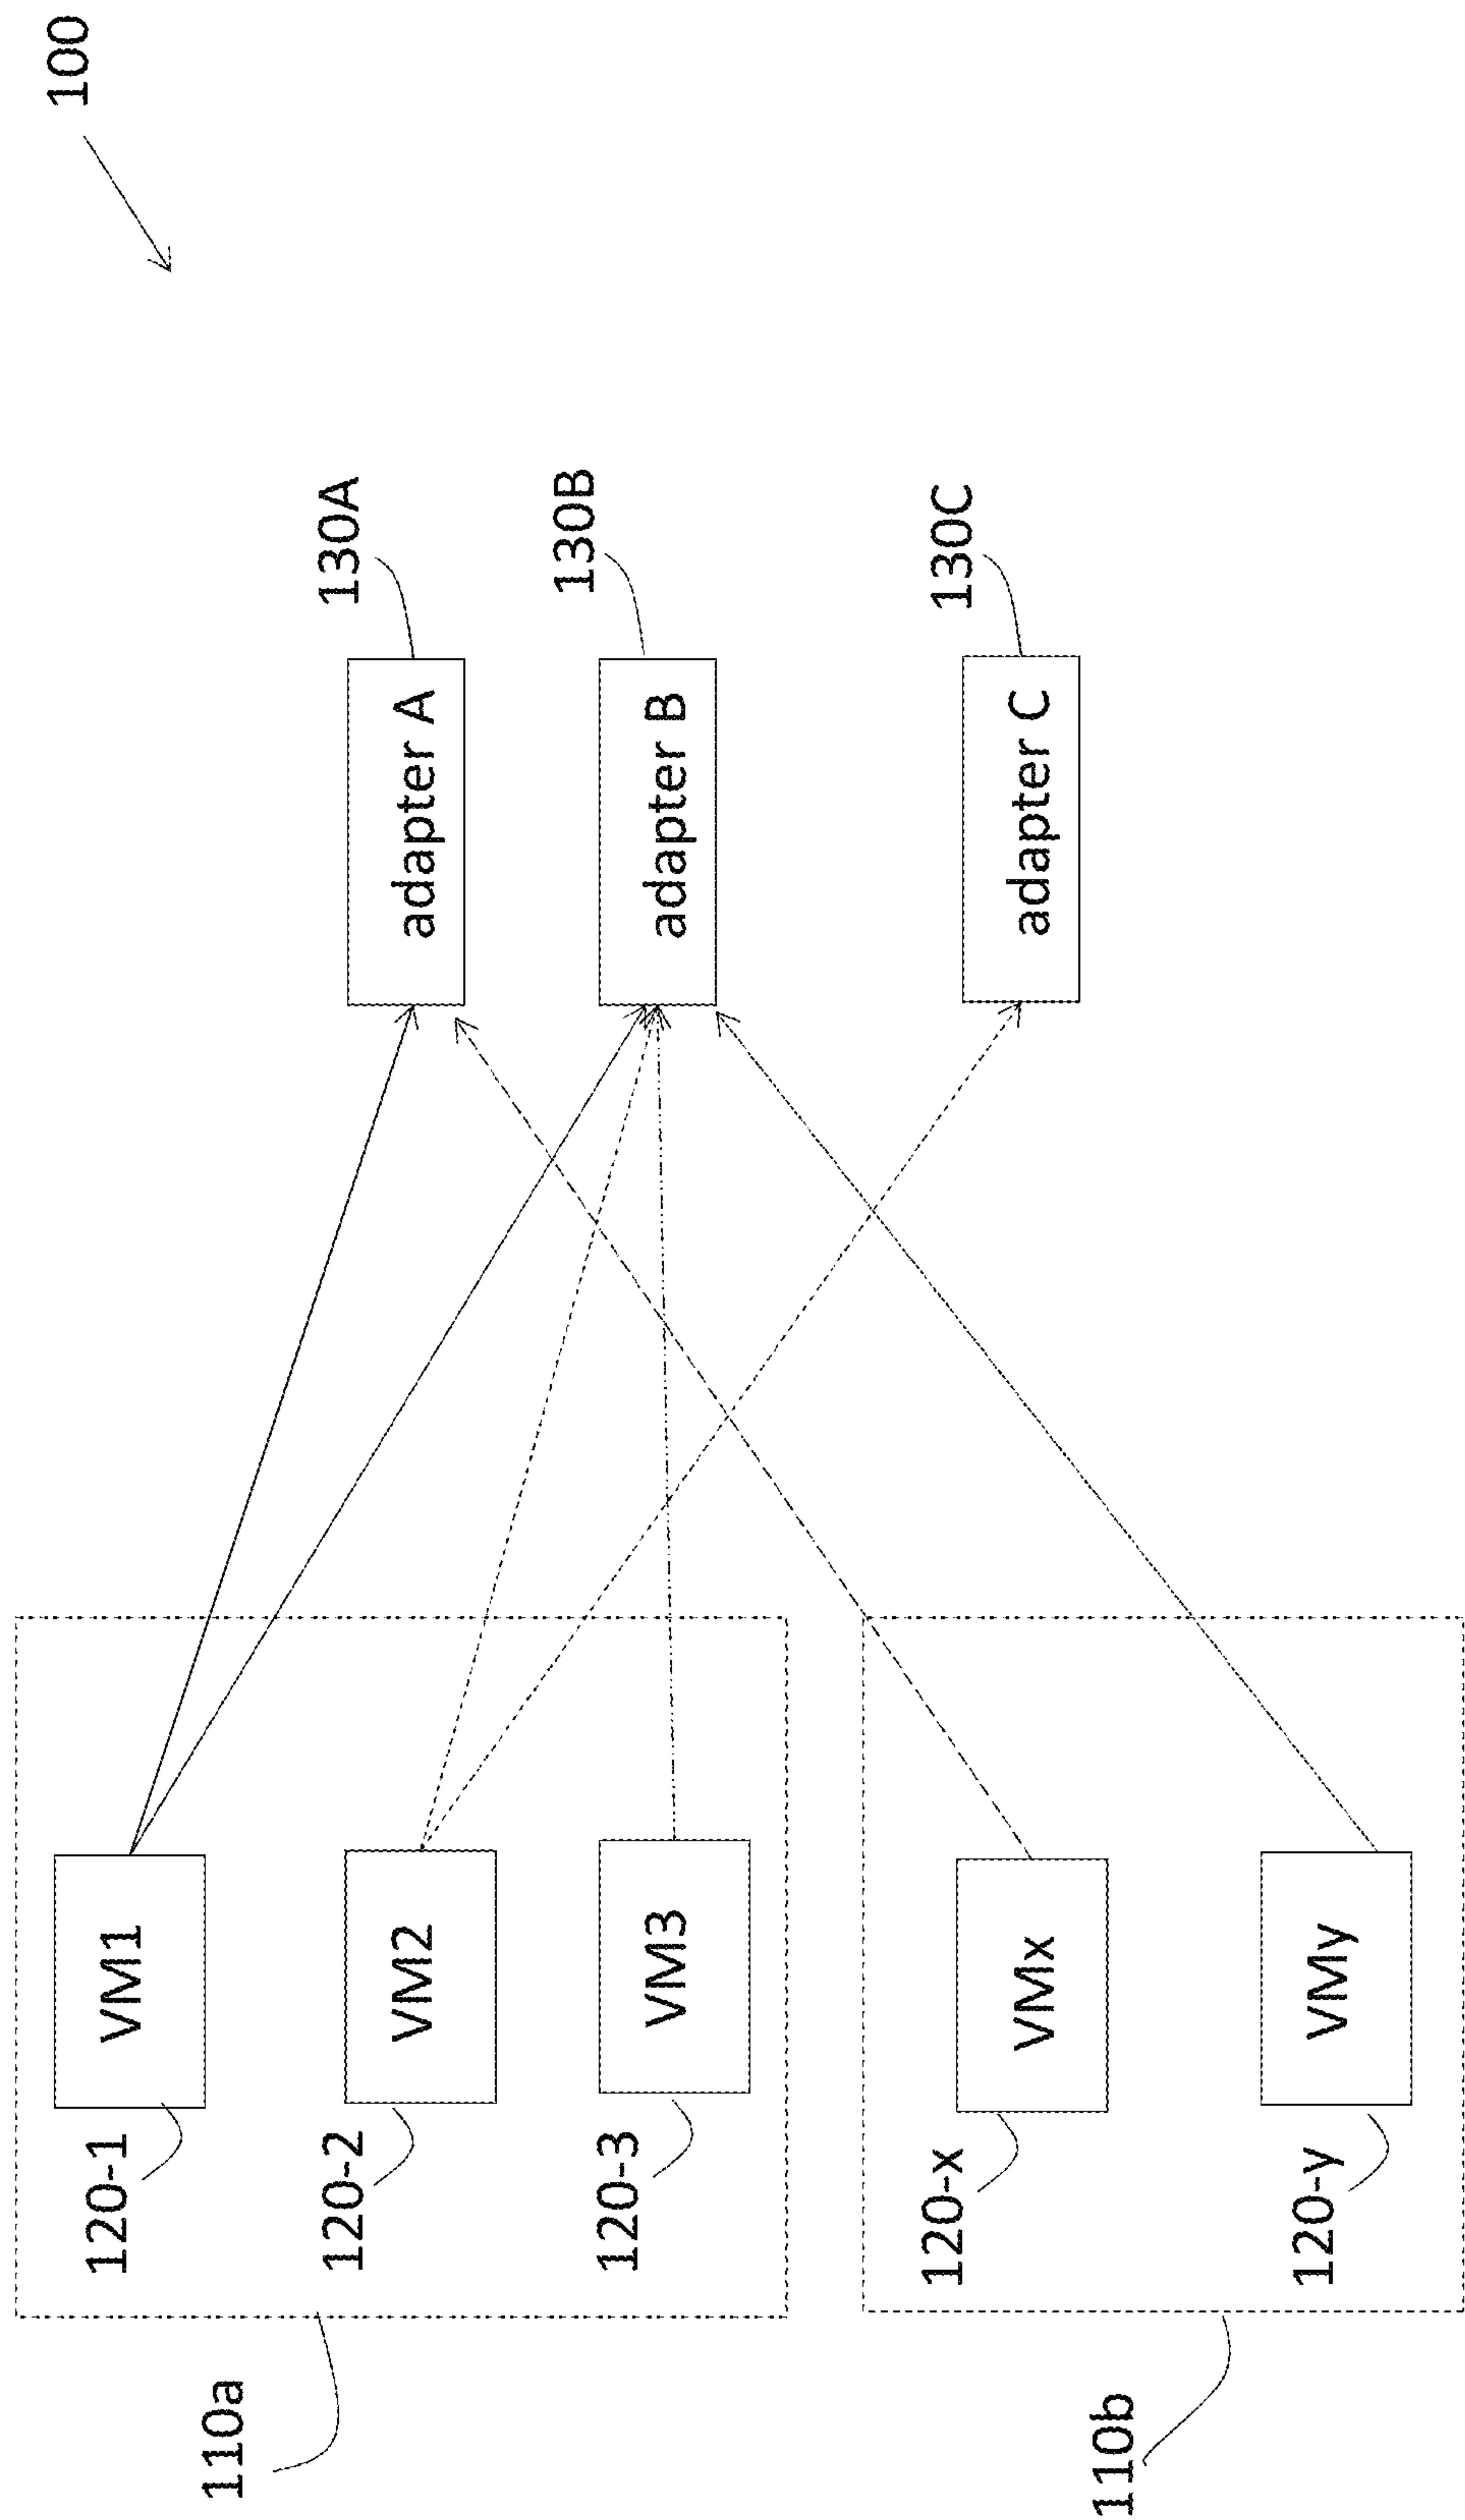 100
110a
120-1
VM1
120-2
VM2
120-3
VM3
110b
120-x
VMx
120-y
VMy
130A
adapter A
130B
adapter B
130C
adapter C